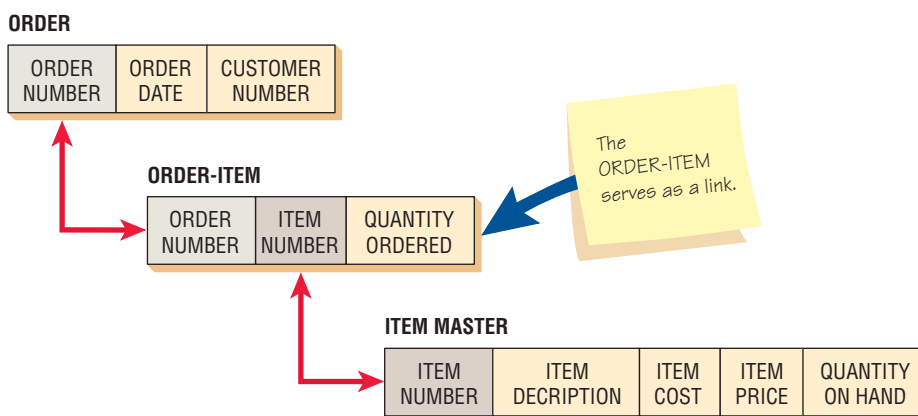 ORDER
ORDER ORDER CUSTOMER
NUMBER DATE NUMBER
The
ORDER-ITEM
serves as a link.
ORDER-ITEM
ORDER ITEM QUANTITY
NUMBER NUMBER ORDERED
ITEM MASTER
ITEM ITEM ITEM ITEM QUANTITY
NUMBER DECRIPTION COST PRICE ON HAND